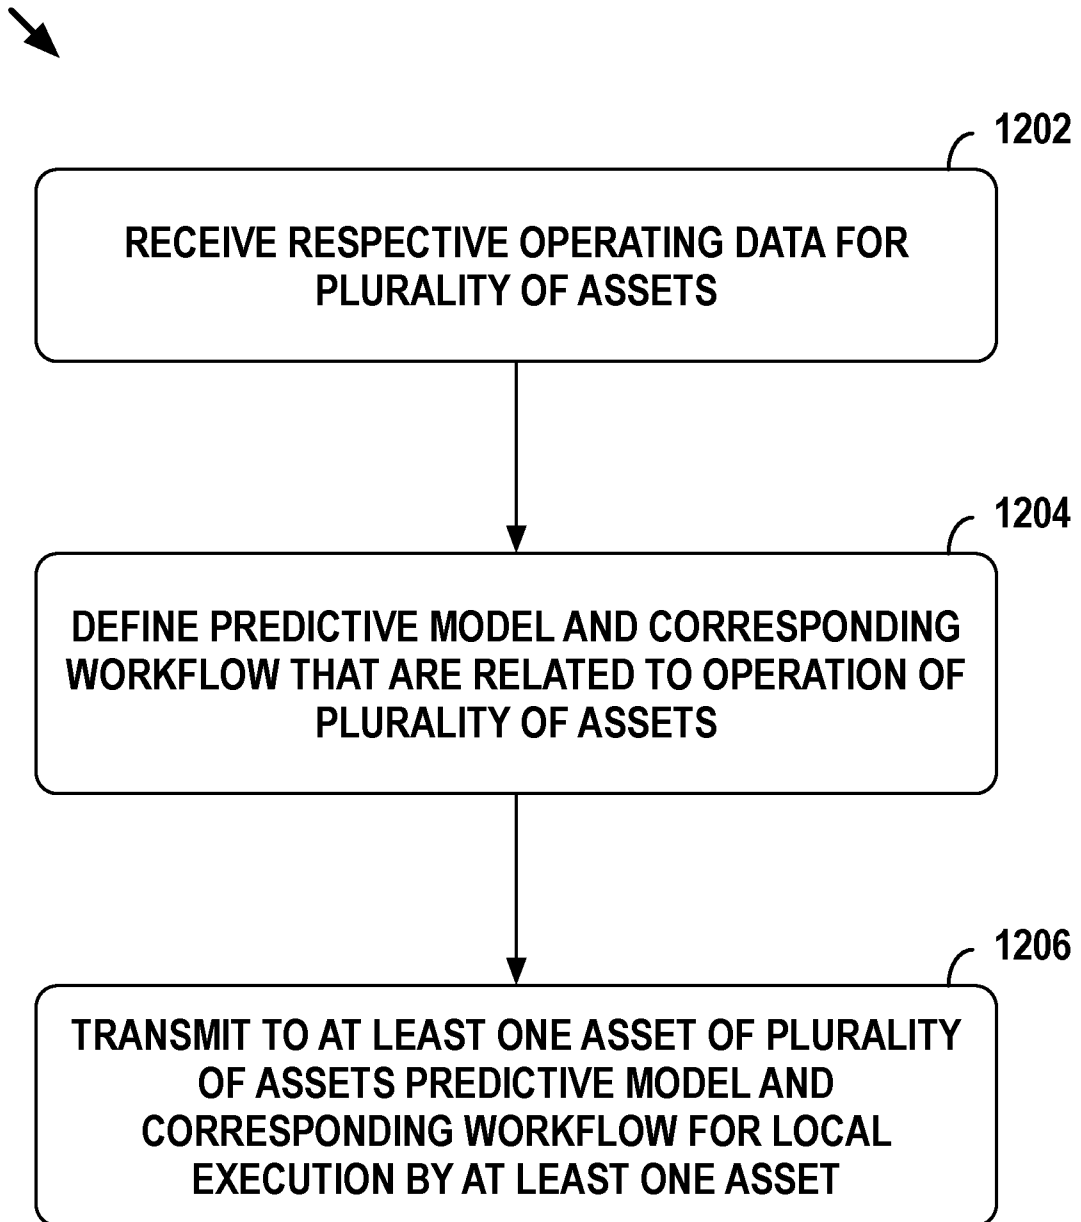 1202
RECEIVE RESPECTIVE OPERATING DATA FOR
PLURALITY OF ASSETS
1204
DEFINE PREDICTIVE MODEL AND CORRESPONDING
WORKFLOW THAT ARE RELATED TO OPERATION OF
PLURALITY OF ASSETS
1206
TRANSMIT TO AT LEAST ONE ASSET OF PLURALITY
OF ASSETS PREDICTIVE MODEL AND
CORRESPONDING WORKFLOW FOR LOCAL
EXECUTION BY AT LEAST ONE ASSET